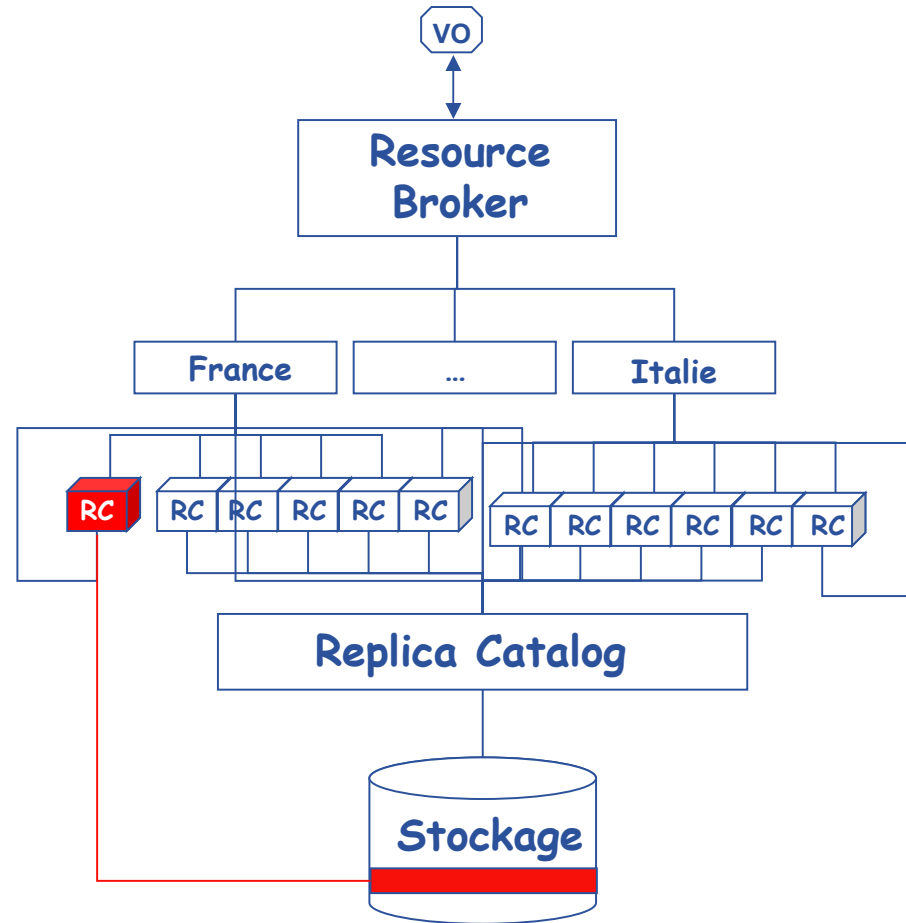 VO
Resource
Broker
France
...
Italie
RC
RC
RC
RC
RC
RC
RC
RC
RC
RC
RC
RC
Replica Catalog
Stockage